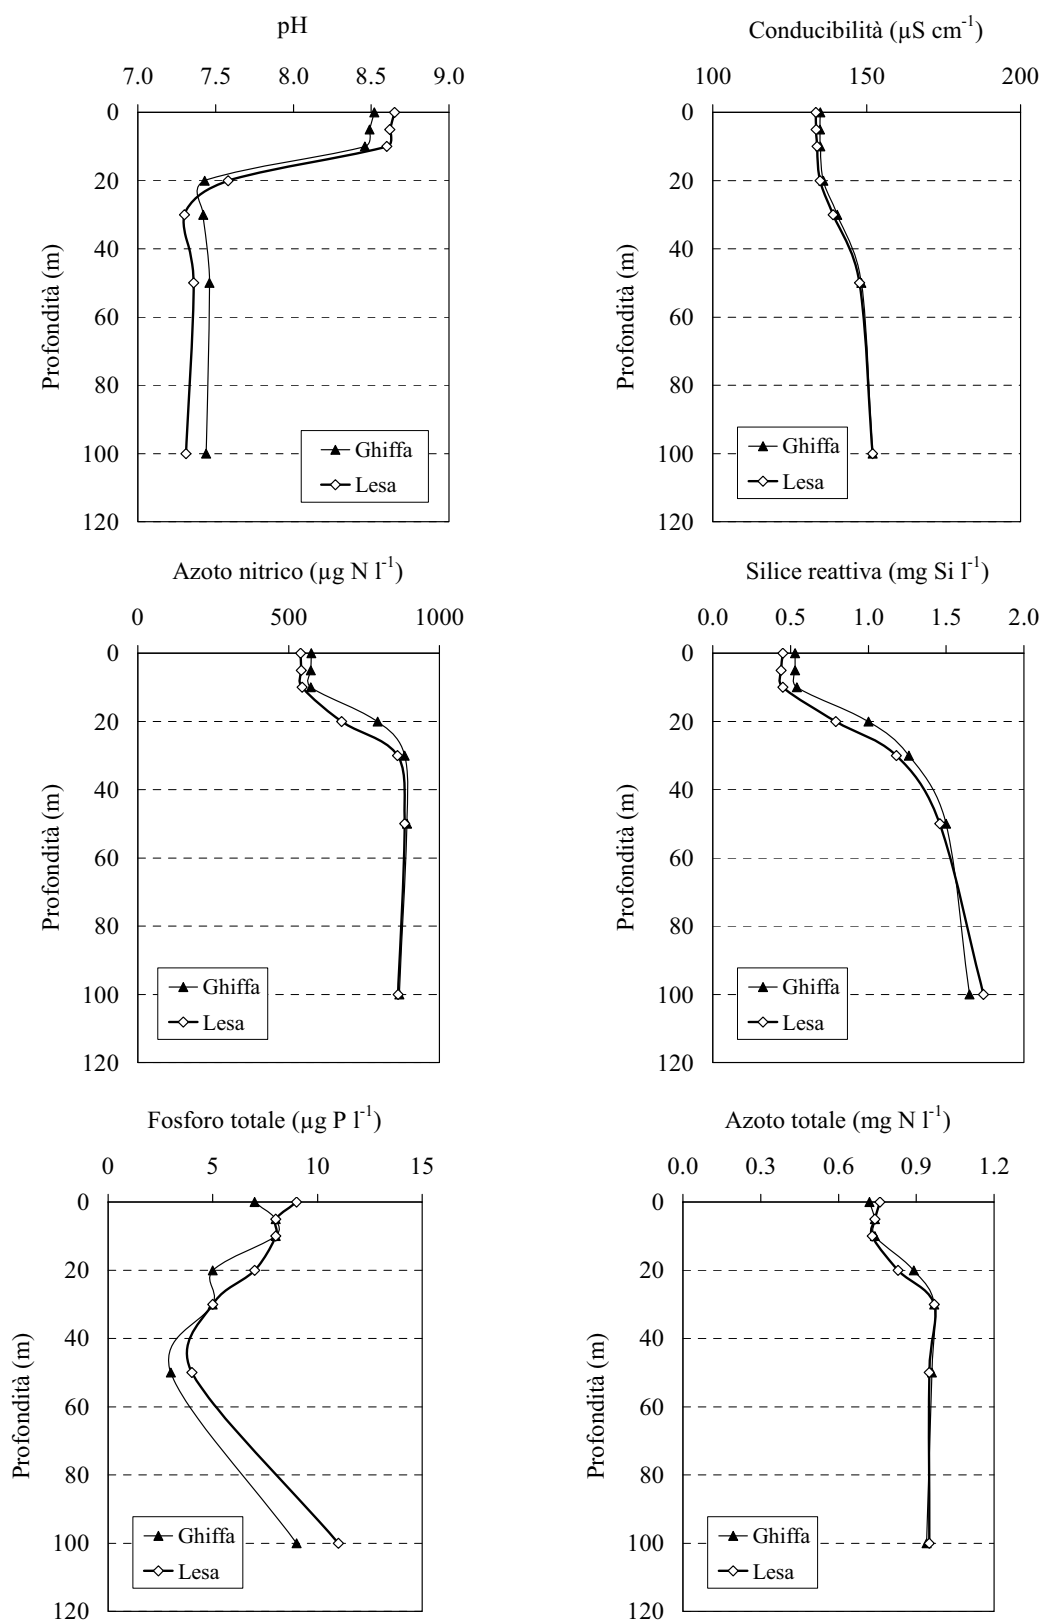 pH
7.0 7.5 8.0 8.5 9.0
0
20
40
60
80
100
120
Profondità (m)
Ghiffa
Lesa
Conducibilità (µS cm-1)
100 150 200
0
20
40
60
80
100
120
Profondità (m)
Ghiffa
Lesa
Azoto nitrico (µg N l-1)
0 500 1000
0
20
40
60
80
100
120
Profondità (m)
Ghiffa
Lesa
Silice reattiva (mg Si l-1)
0.0 0.5 1.0 1.5 2.0
0
20
40
60
80
100
120
Profondità (m)
Ghiffa
Lesa
Fosforo totale (µg P l-1)
0 5 10 15
0
20
40
60
80
100
120
Profondità (m)
Ghiffa
Lesa
Azoto totale (mg N l-1)
0.0 0.3 0.6 0.9 1.2
0
20
40
60
80
100
120
Profondità (m)
Ghiffa
Lesa